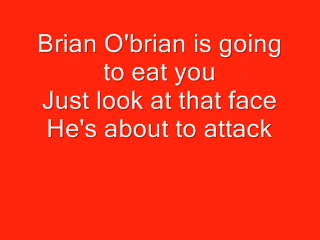 Brian O'brian is going
to eat you
Just look at that face
He's about to attack